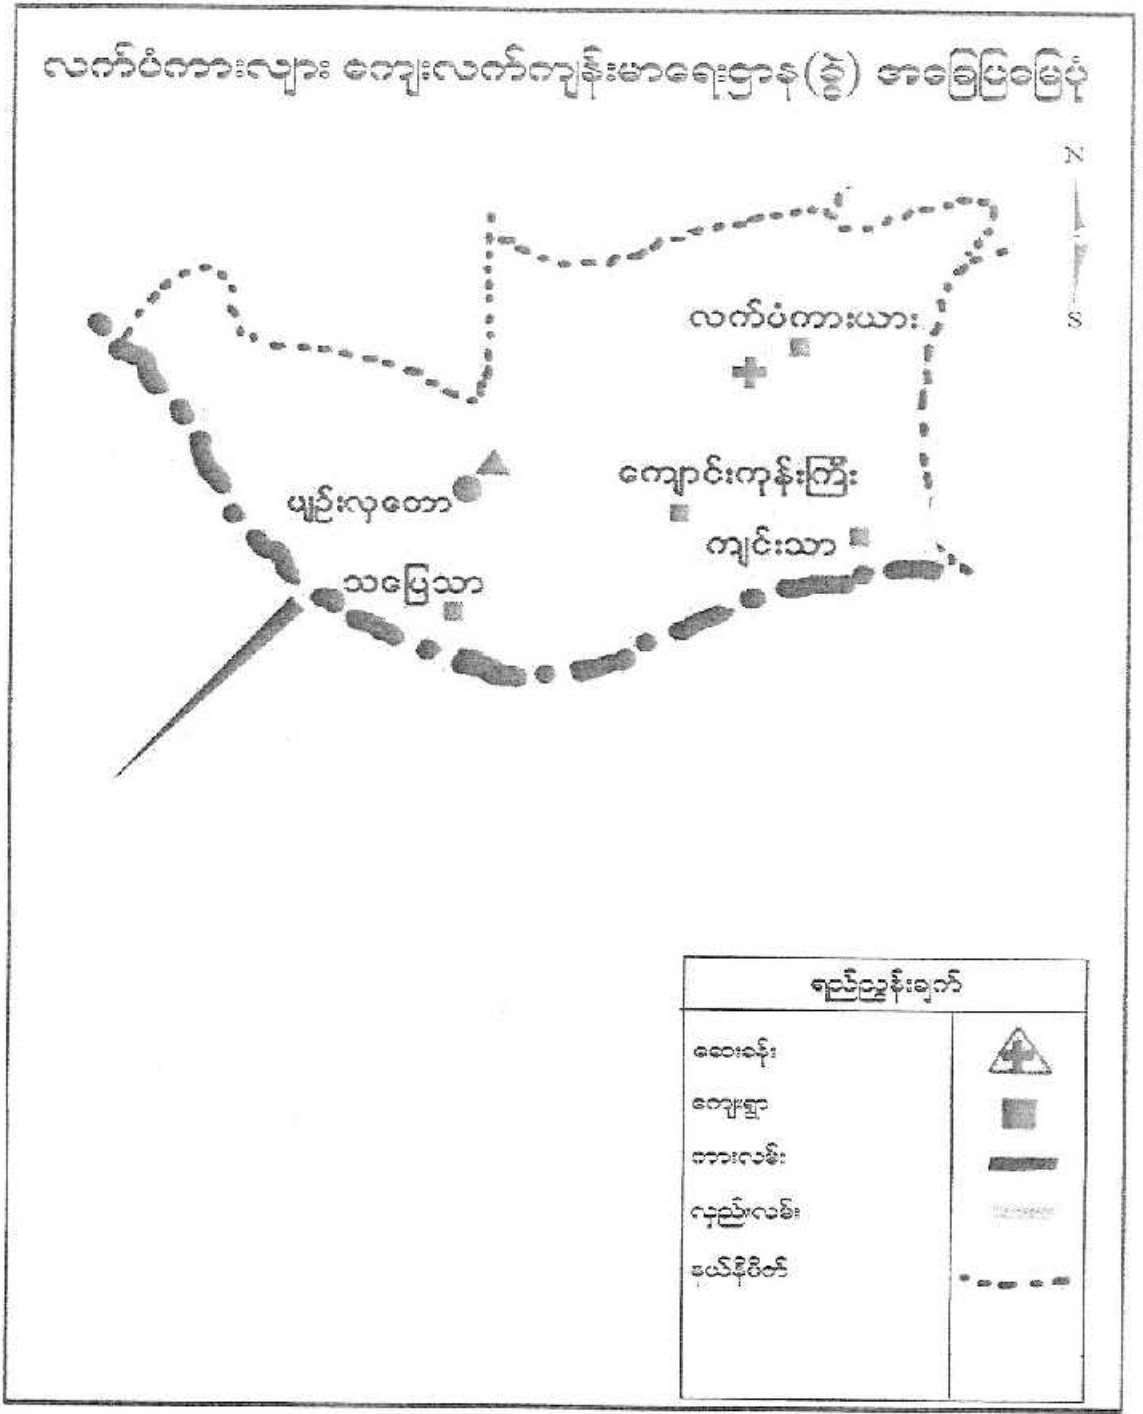 လက်ပံကားလျား ကျေးလက်ကျန်းမာရေးဌာန(ခွဲ) အခြေပြမြေပုံ
N
S
လက်ပံကားယား
ကျောင်းကုန်းကြီး
ပျဉ်းလှတော
ကျင်းသာ
သပြေသာ
ရည်ညွှန်းချက်
ဆေးခန်း
ကျေးရွာ
ကားလမ်း
လှည်းလမ်း
နယ်နိမိတ်